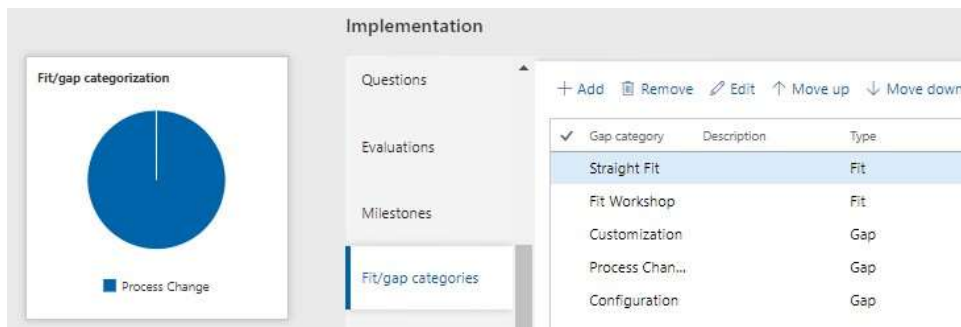 Implementation
Fit/gap categorization
Process Change
Questions
Evaluations
Milestones
Fit/gap categories
+ Add Remove Edit ↑ Move up ↓ Move down
✓ Gap category Description Type
Straight Fit Fit
Fit Workshop Fit
Customization Gap
Process Chan... Gap
Configuration Gap